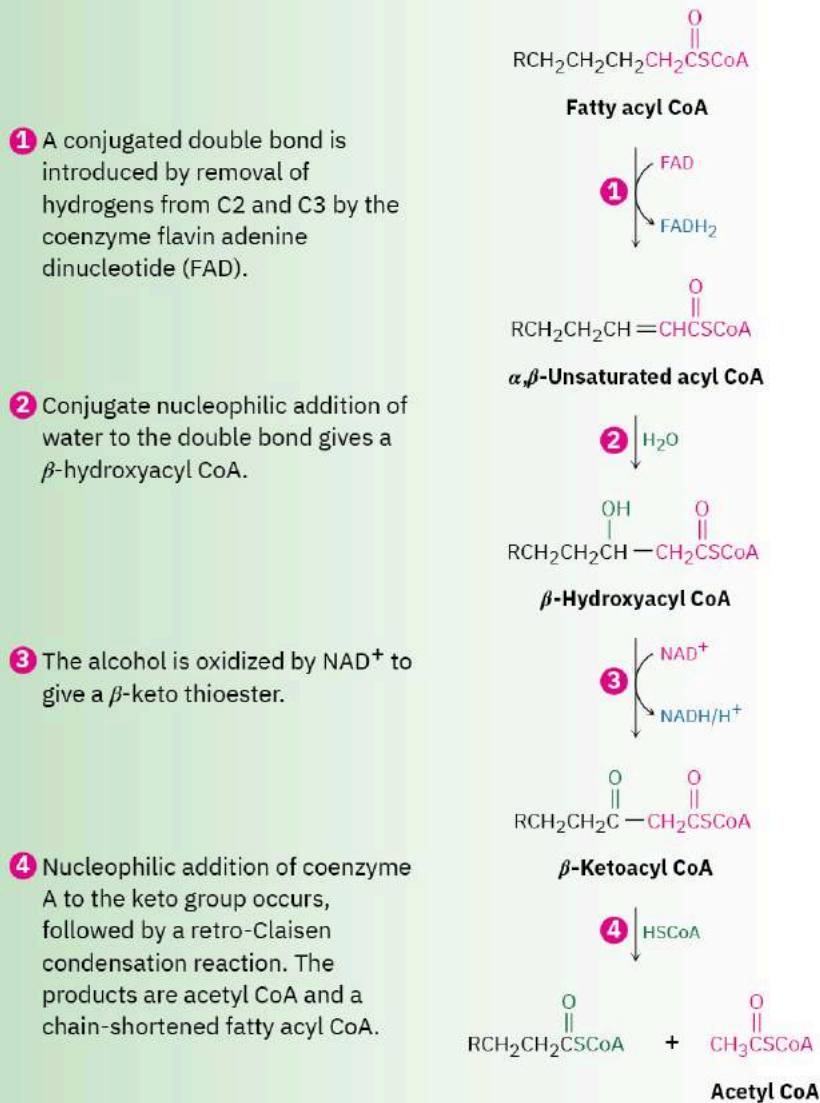 O
||
RCH₂CH₂CH₂CH₂CSCoA
Fatty acyl CoA
1 A conjugated double bond is
introduced by removal of
hydrogens from C2 and C3 by the
coenzyme flavin adenine
dinucleotide (FAD).
1
FAD
FADH₂
O
||
RCH₂CH₂CH=CHCSCoA
α,β-Unsaturated acyl CoA
2 Conjugate nucleophilic addition of
water to the double bond gives a
β-hydroxyacyl CoA.
2 H₂O
OH O
| ||
RCH₂CH₂CH—CH₂CSCoA
β-Hydroxyacyl CoA
3 The alcohol is oxidized by NAD⁺ to
give a β-keto thioester.
NAD⁺
3
NADH/H⁺
O O
|| ||
RCH₂CH₂C—CH₂CSCoA
β-Ketoacyl CoA
4 Nucleophilic addition of coenzyme
A to the keto group occurs,
followed by a retro-Claisen
condensation reaction. The
products are acetyl CoA and a
chain-shortened fatty acyl CoA.
4 HSCoA
O O
|| ||
RCH₂CH₂CSCoA + CH₃CSCoA
Acetyl CoA